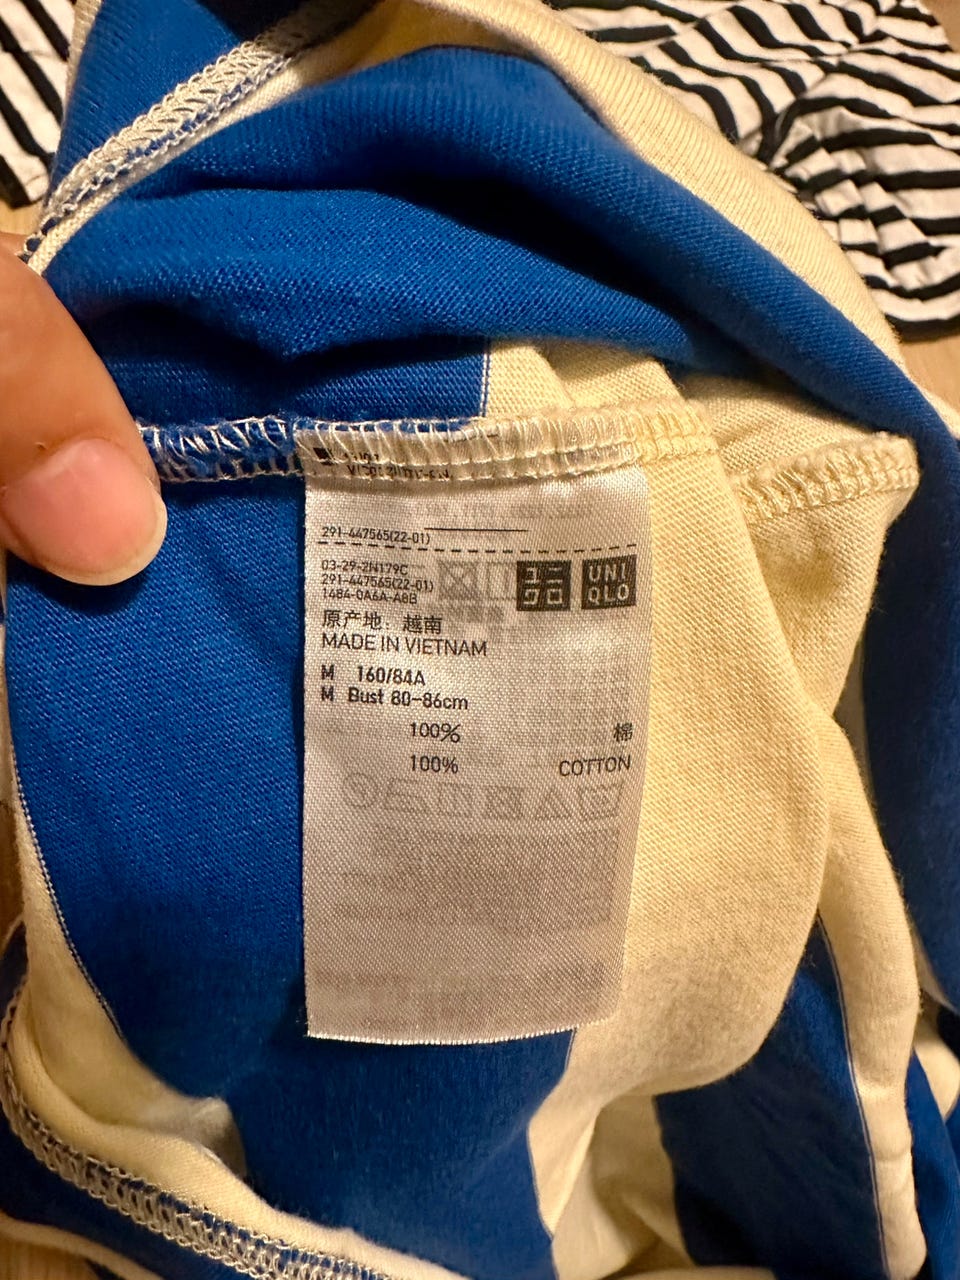 291-447565(22-01)
03-29-2N179C
291-447565(22-01)
1484-0A6A-A8B
ユニ
クロ
UNI
QLO
原产地：越南
MADE IN VIETNAM
M 160/84A
M Bust 80-86cm
100% 棉
100% COTTON